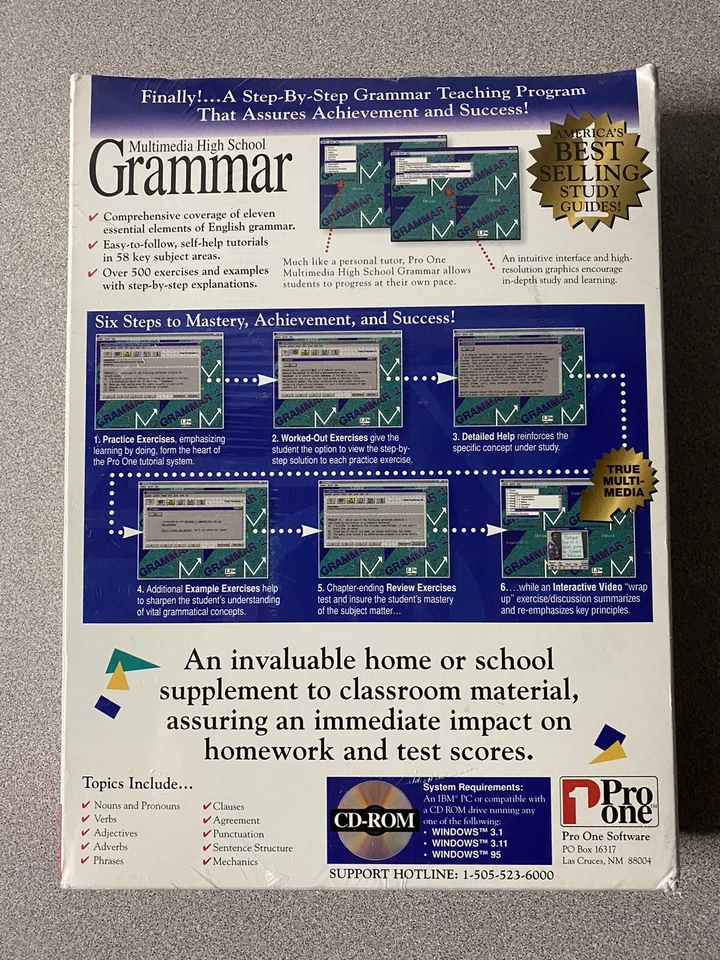 Finally!...A Step-By-Step Grammar Teaching Program
That Assures Achievement and Success!
Multimedia High School
Grammar
AMERICA'S
BEST
SELLING
STUDY
GUIDES!
✓ Comprehensive coverage of eleven
essential elements of English grammar.
✓ Easy-to-follow, self-help tutorials
in 58 key subject areas.
✓ Over 500 exercises and examples
with step-by-step explanations.
Much like a personal tutor, Pro One
Multimedia High School Grammar allows
students to progress at their own pace.
An intuitive interface and high-
resolution graphics encourage
in-depth study and learning.
Six Steps to Mastery, Achievement, and Success!
1. Practice Exercises, emphasizing
learning by doing, form the heart of
the Pro One tutorial system.
2. Worked-Out Exercises give the
student the option to view the step-by-
step solution to each practice exercise.
3. Detailed Help reinforces the
specific concept under study.
TRUE
MULTI-
MEDIA
4. Additional Example Exercises help
to sharpen the student's understanding
of vital grammatical concepts.
5. Chapter-ending Review Exercises
test and insure the student's mastery
of the subject matter...
6....while an Interactive Video "wrap
up" exercise/discussion summarizes
and re-emphasizes key principles.
An invaluable home or school
supplement to classroom material,
assuring an immediate impact on
homework and test scores.
Topics Include...
✓ Nouns and Pronouns
✓ Verbs
✓ Adjectives
✓ Adverbs
✓ Phrases
✓ Clauses
✓ Agreement
✓ Punctuation
✓ Sentence Structure
✓ Mechanics
CD-ROM
System Requirements:
An IBM® PC or compatible with
a CD ROM drive running any
one of the following:
• WINDOWS™ 3.1
• WINDOWS™ 3.11
• WINDOWS™ 95
1 Pro
one™
Pro One Software
PO Box 16317
Las Cruces, NM 88004
SUPPORT HOTLINE: 1-505-523-6000